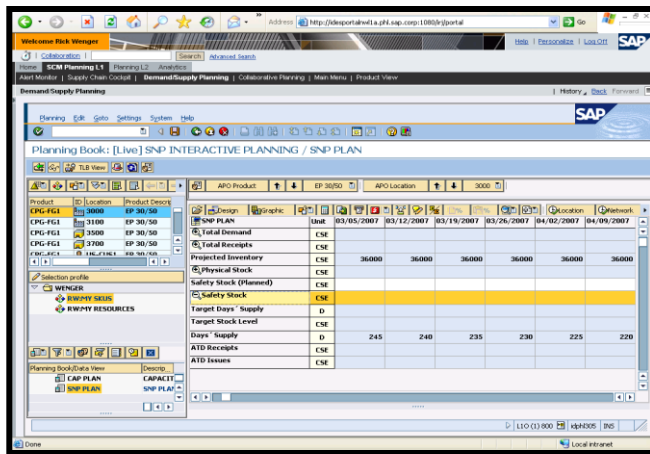 Address http://idesportalnwl1a.phl.sap.corp:1080/irj/portal Go
Welcome Rick Wenger Help | Personalize | Log Off SAP
Collaboration | Search Advanced Search
Home SCM Planning L1 Planning L2 Analytics
Alert Monitor | Supply Chain Cockpit | Demand/Supply Planning | Collaborative Planning | Main Menu | Product View
Demand/Supply Planning | History Back Forward
Planning Edit Goto Settings System Help SAP
Planning Book: [Live] SNP INTERACTIVE PLANNING / SNP PLAN
TLB View
APO Product EP 30/50 APO Location 3000
Product ID Location Product Descrip
CPG-FG1 3000 EP 30/50
CPG-FG1 3100 EP 30/50
CPG-FG1 3500 EP 30/50
CPG-FG1 3700 EP 30/50
Selection profile
WENGER
RW:MY SKUS
RW:MY RESOURCES
Planning Book/Data View Descrip
CAP PLAN CAPACIT
SNP PLAN SNP PLAN
Design Graphic Location Network
SNP PLAN Unit 03/05/2007 03/12/2007 03/19/2007 03/26/2007 04/02/2007 04/09/2007
Total Demand CSE
Total Receipts CSE
Projected Inventory CSE 36000 36000 36000 36000 36000 36000
Physical Stock CSE
Safety Stock (Planned) CSE
Safety Stock CSE
Target Days' Supply D
Target Stock Level CSE
Days' Supply D 245 240 235 230 225 220
ATD Receipts CSE
ATD Issues CSE
L1O (1) 800 idphl305 INS
Done Local intranet